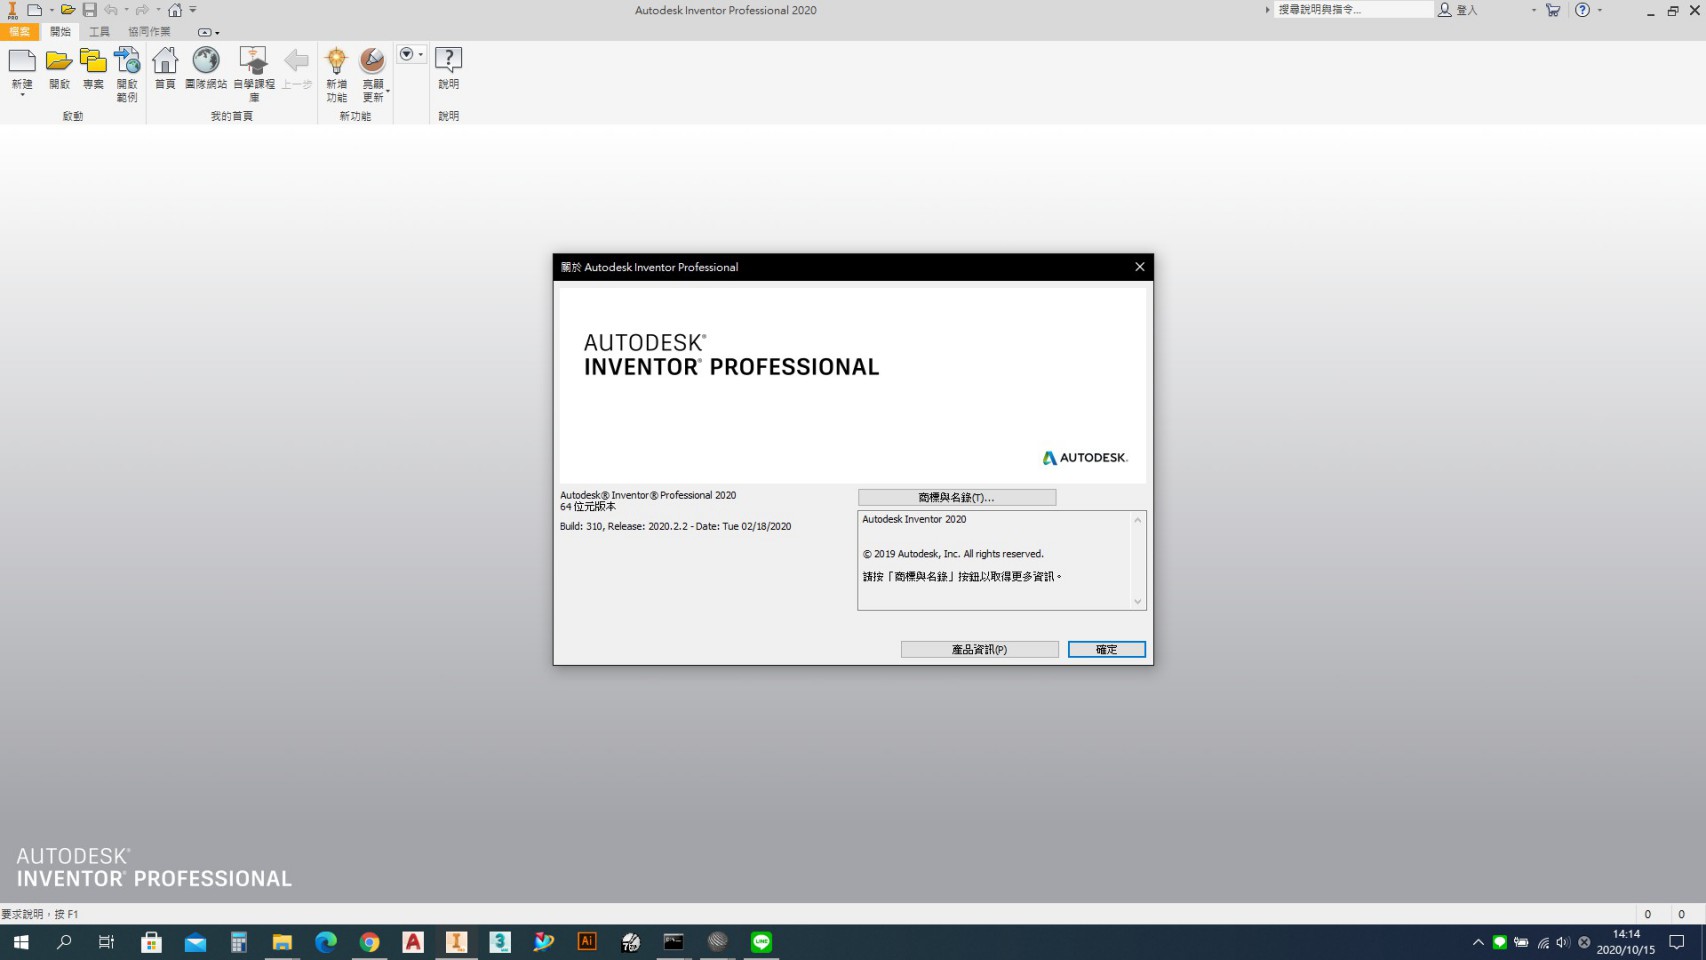 Autodesk Inventor Professional 2020
搜尋說明與指令...
登入
檔案 開始 工具 協同作業
新建
開啟
專案
開啟
範例
首頁
團隊網站
自學課程
庫
上一步
新增
功能
亮顯
更新
說明
啟動
我的首頁
新功能
說明
關於 Autodesk Inventor Professional
AUTODESK®
INVENTOR® PROFESSIONAL
AUTODESK®
Autodesk® Inventor® Professional 2020
64 位元版本
Build: 310, Release: 2020.2.2 - Date: Tue 02/18/2020
商標與名錄(T)...
Autodesk Inventor 2020
© 2019 Autodesk, Inc. All rights reserved.
請按「商標與名錄」按鈕以取得更多資訊。
產品資訊(P)
確定
AUTODESK®
INVENTOR® PROFESSIONAL
要求說明，按 F1
0 0
14:14
2020/10/15